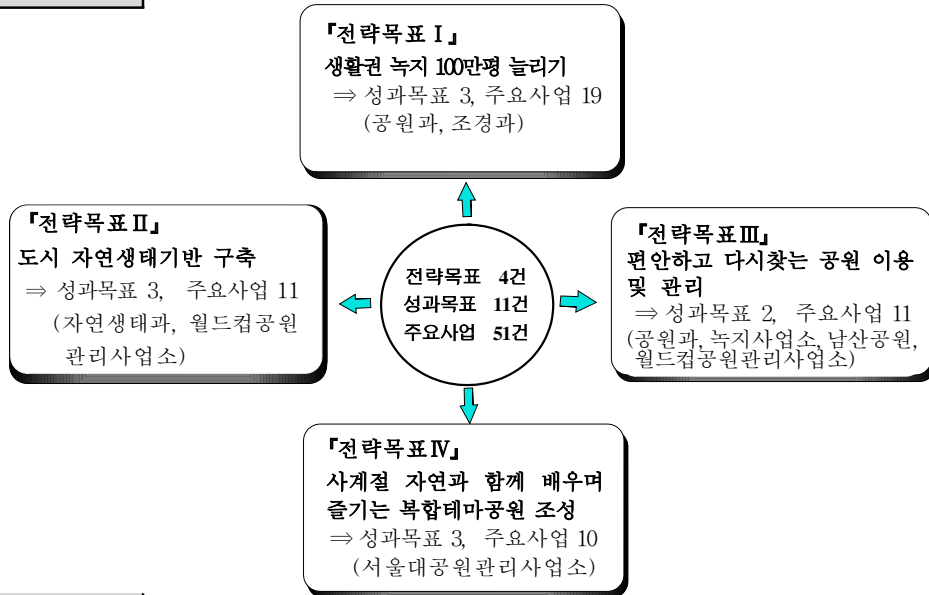 『전략목표Ⅰ』
생활권 녹지 100만평 늘리기
⇒ 성과목표 3, 주요사업 19
(공원과, 조경과)
『전략목표Ⅱ』
도시 자연생태기반 구축
⇒ 성과목표 3, 주요사업 11
(자연생태과, 월드컵공원
관리사업소)
전략목표 4건
성과목표 11건
주요사업 51건
『전략목표Ⅲ』
편안하고 다시찾는 공원 이용
및 관리
⇒ 성과목표 2, 주요사업 11
(공원과, 녹지사업소, 남산공원,
월드컵공원관리사업소)
『전략목표Ⅳ』
사계절 자연과 함께 배우며
즐기는 복합테마공원 조성
⇒ 성과목표 3, 주요사업 10
(서울대공원관리사업소)